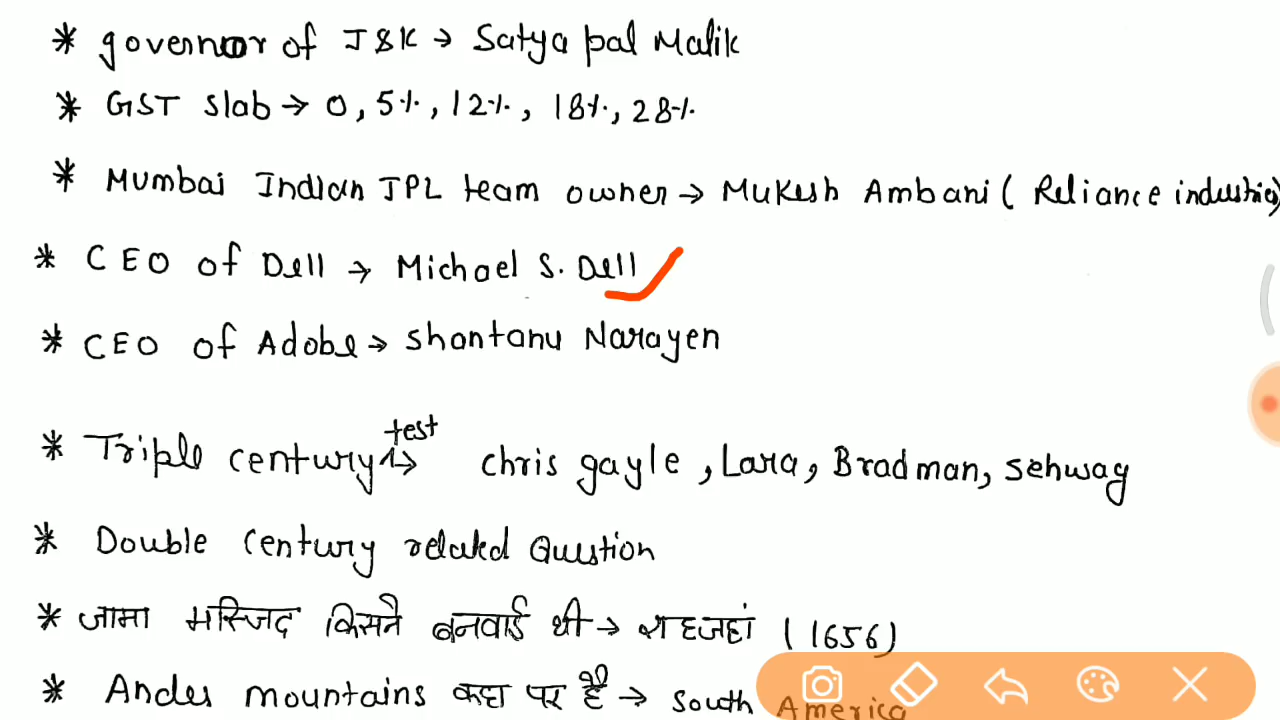 * governor of J&K → Satya pal Malik
* GST slab → 0, 5%, 12%, 18%, 28%
* Mumbai Indian IPL team owner → Mukesh Ambani ( Reliance industries)
* CEO of Dell → Michael S. Dell
* CEO of Adobe → Shantanu Narayen
* Triple century test → chris gayle, Lara, Bradman, Sehwag
* Double century related Question
* जामा मस्जिद किसने बनवाई थी → शाहजहां (1656)
* Andes mountains कहा पर है → South America